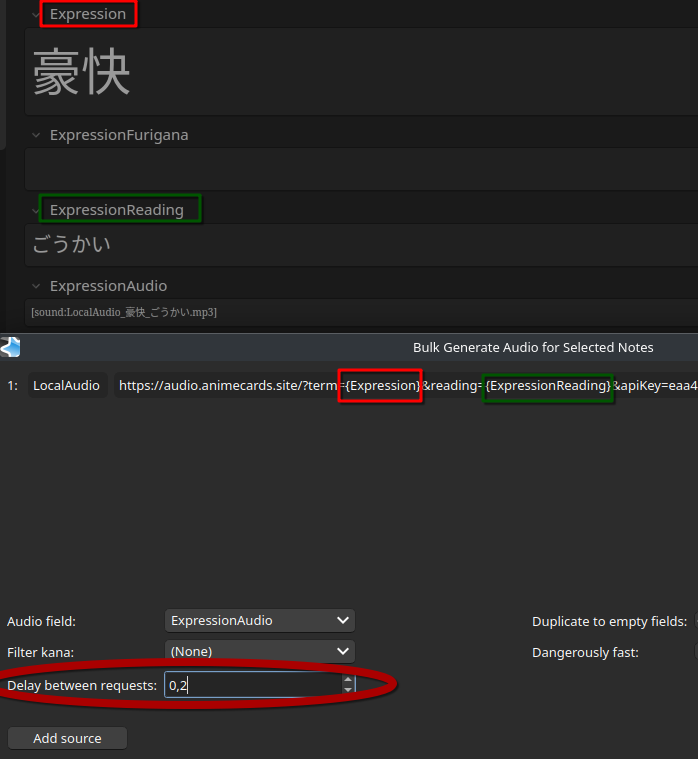 Expression
豪快
ExpressionFurigana
ExpressionReading
ごうかい
ExpressionAudio
[sound:LocalAudio_豪快_ごうかい.mp3]
Bulk Generate Audio for Selected Notes
1: LocalAudio https://audio.animecards.site/?term={Expression}&reading={ExpressionReading}&apiKey=eaa4
Audio field: ExpressionAudio Duplicate to empty fields:
Filter kana: (None) Dangerously fast:
Delay between requests: 0,2
Add source